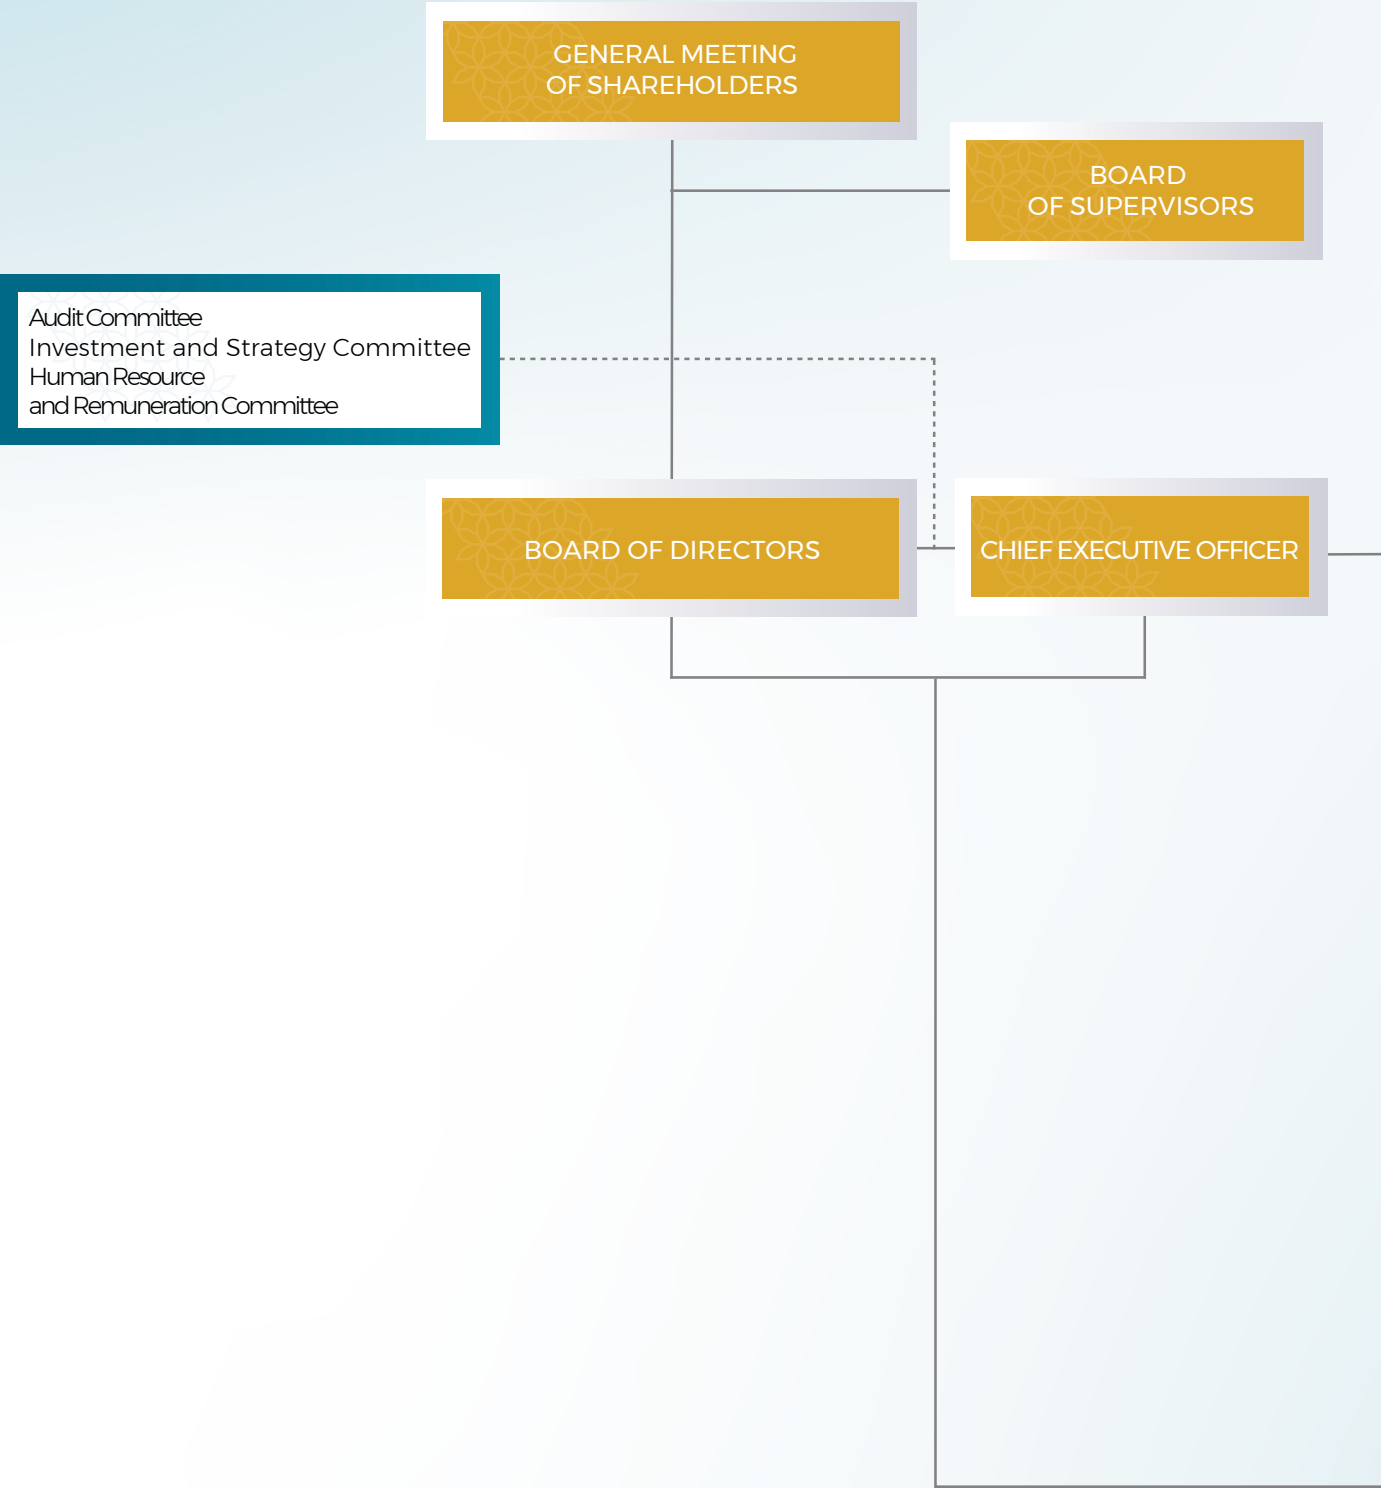 GENERAL MEETING
OF SHAREHOLDERS
BOARD
OF SUPERVISORS
Audit Committee
Investment and Strategy Committee
Human Resource
and Remuneration Committee
BOARD OF DIRECTORS
CHIEF EXECUTIVE OFFICER